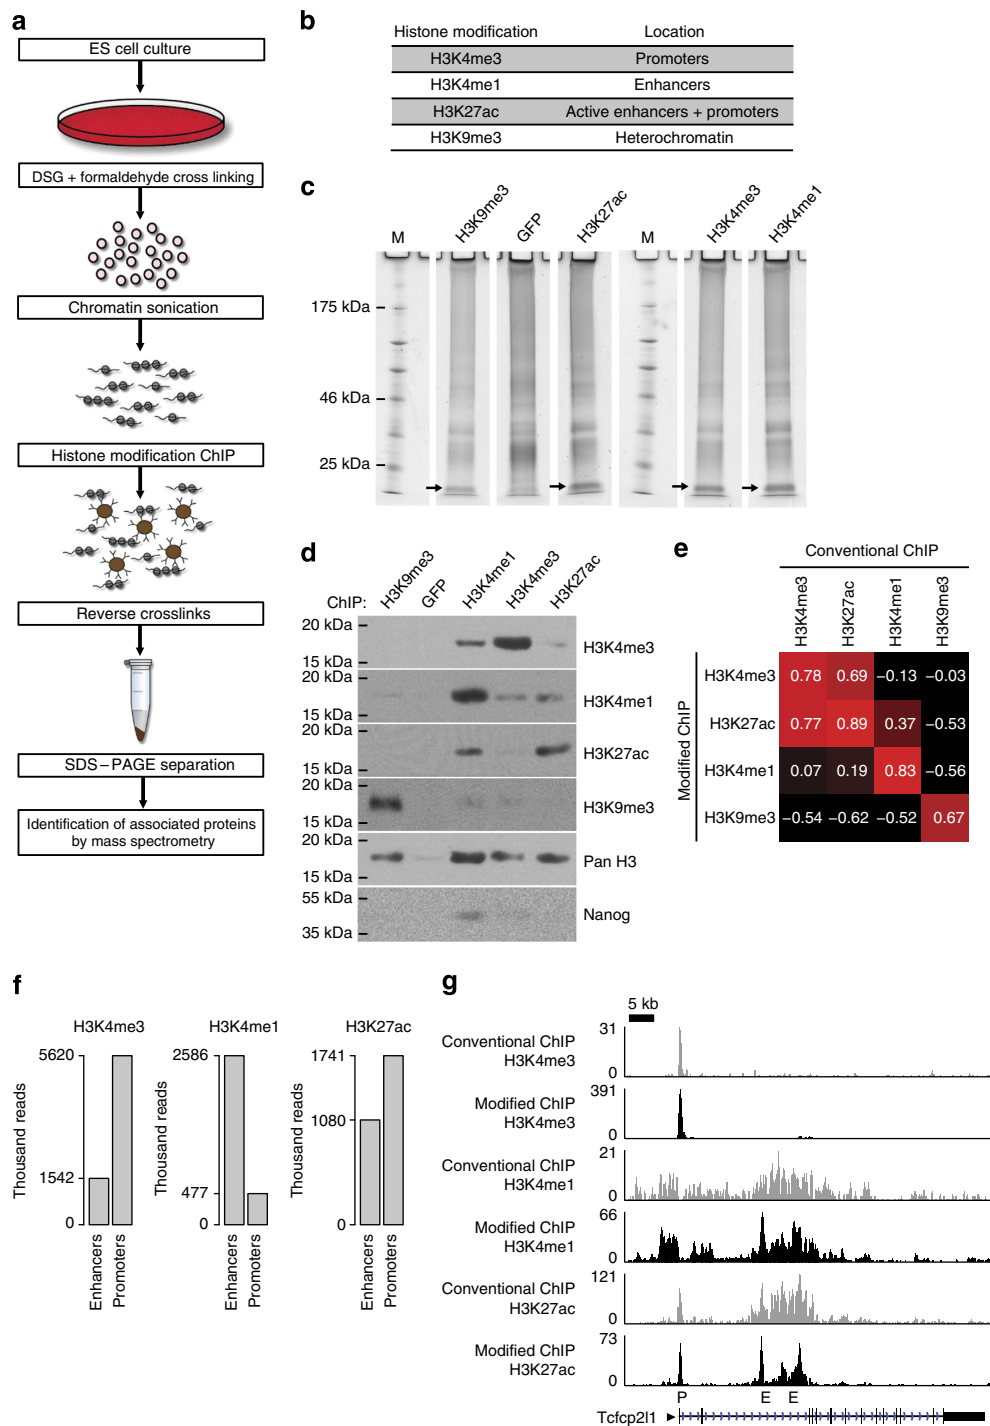 a
ES cell culture
DSG + formaldehyde cross linking
Chromatin sonication
Histone modification ChIP
Reverse crosslinks
SDS–PAGE separation
Identification of associated proteins
by mass spectrometry
b
Histone modification Location
H3K4me3 Promoters
H3K4me1 Enhancers
H3K27ac Active enhancers + promoters
H3K9me3 Heterochromatin
c
M H3K9me3 GFP H3K27ac M H3K4me3 H3K4me1
175 kDa
46 kDa
25 kDa
d
ChIP: H3K9me3 GFP H3K4me1 H3K4me3 H3K27ac
20 kDa
H3K4me3
15 kDa
20 kDa
H3K4me1
15 kDa
20 kDa
H3K27ac
15 kDa
20 kDa
H3K9me3
15 kDa
20 kDa
Pan H3
15 kDa
55 kDa
Nanog
35 kDa
e
Conventional ChIP
H3K4me3 H3K27ac H3K4me1 H3K9me3
Modified ChIP
H3K4me3 0.78 0.69 −0.13 −0.03
H3K27ac 0.77 0.89 0.37 −0.53
H3K4me1 0.07 0.19 0.83 −0.56
H3K9me3 −0.54 −0.62 −0.52 0.67
f
H3K4me3
Thousand reads
5620
1542
0
Enhancers
Promoters
H3K4me1
Thousand reads
2586
477
0
Enhancers
Promoters
H3K27ac
Thousand reads
1741
1080
0
Enhancers
Promoters
g
5 kb
Conventional ChIP
H3K4me3
31
0
Modified ChIP
H3K4me3
391
0
Conventional ChIP
H3K4me1
21
0
Modified ChIP
H3K4me1
66
0
Conventional ChIP
H3K27ac
121
0
Modified ChIP
H3K27ac
73
0
P E E
Tcfcp2l1